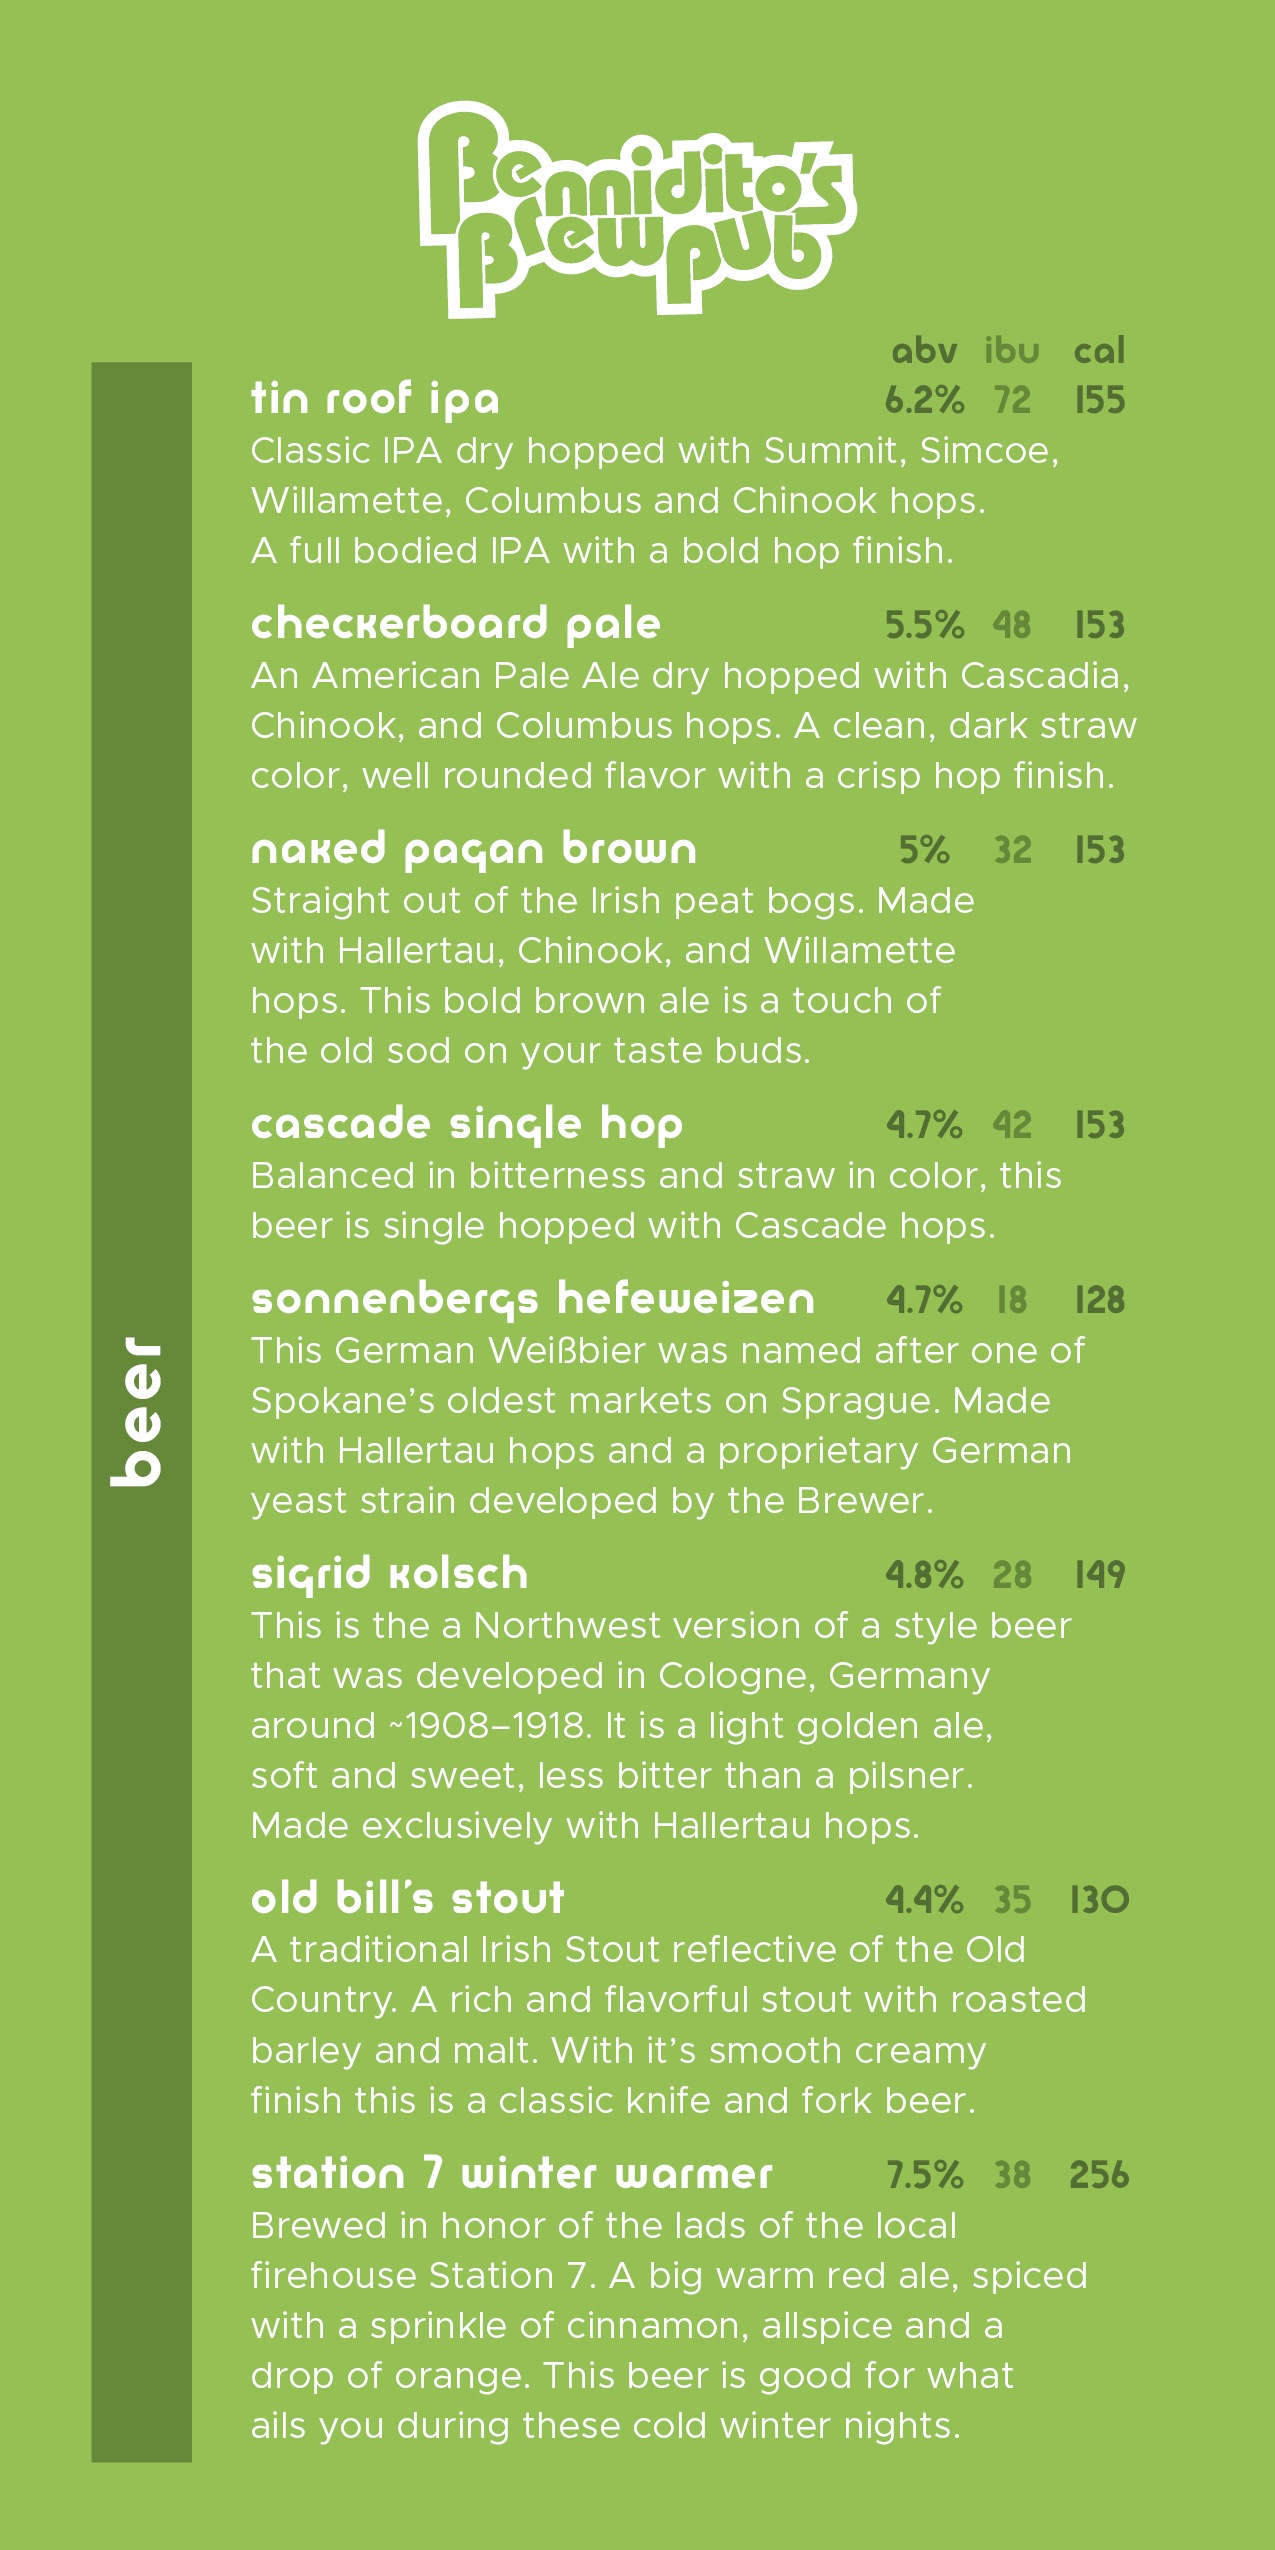 Bennidito's
Brewpub
abv ibu cal
tin roof ipa 6.2% 72 155
Classic IPA dry hopped with Summit, Simcoe,
Willamette, Columbus and Chinook hops.
A full bodied IPA with a bold hop finish.
checkerboard pale 5.5% 48 153
An American Pale Ale dry hopped with Cascadia,
Chinook, and Columbus hops. A clean, dark straw
color, well rounded flavor with a crisp hop finish.
naked pagan brown 5% 32 153
Straight out of the Irish peat bogs. Made
with Hallertau, Chinook, and Willamette
hops. This bold brown ale is a touch of
the old sod on your taste buds.
cascade single hop 4.7% 42 153
Balanced in bitterness and straw in color, this
beer is single hopped with Cascade hops.
sonnenbergs hefeweizen 4.7% 18 128
This German Weißbier was named after one of
Spokane’s oldest markets on Sprague. Made
with Hallertau hops and a proprietary German
yeast strain developed by the Brewer.
sigrid kolsch 4.8% 28 149
This is the a Northwest version of a style beer
that was developed in Cologne, Germany
around ~1908–1918. It is a light golden ale,
soft and sweet, less bitter than a pilsner.
Made exclusively with Hallertau hops.
old bill's stout 4.4% 35 130
A traditional Irish Stout reflective of the Old
Country. A rich and flavorful stout with roasted
barley and malt. With it’s smooth creamy
finish this is a classic knife and fork beer.
station 7 winter warmer 7.5% 38 256
Brewed in honor of the lads of the local
firehouse Station 7. A big warm red ale, spiced
with a sprinkle of cinnamon, allspice and a
drop of orange. This beer is good for what
ails you during these cold winter nights.
beer